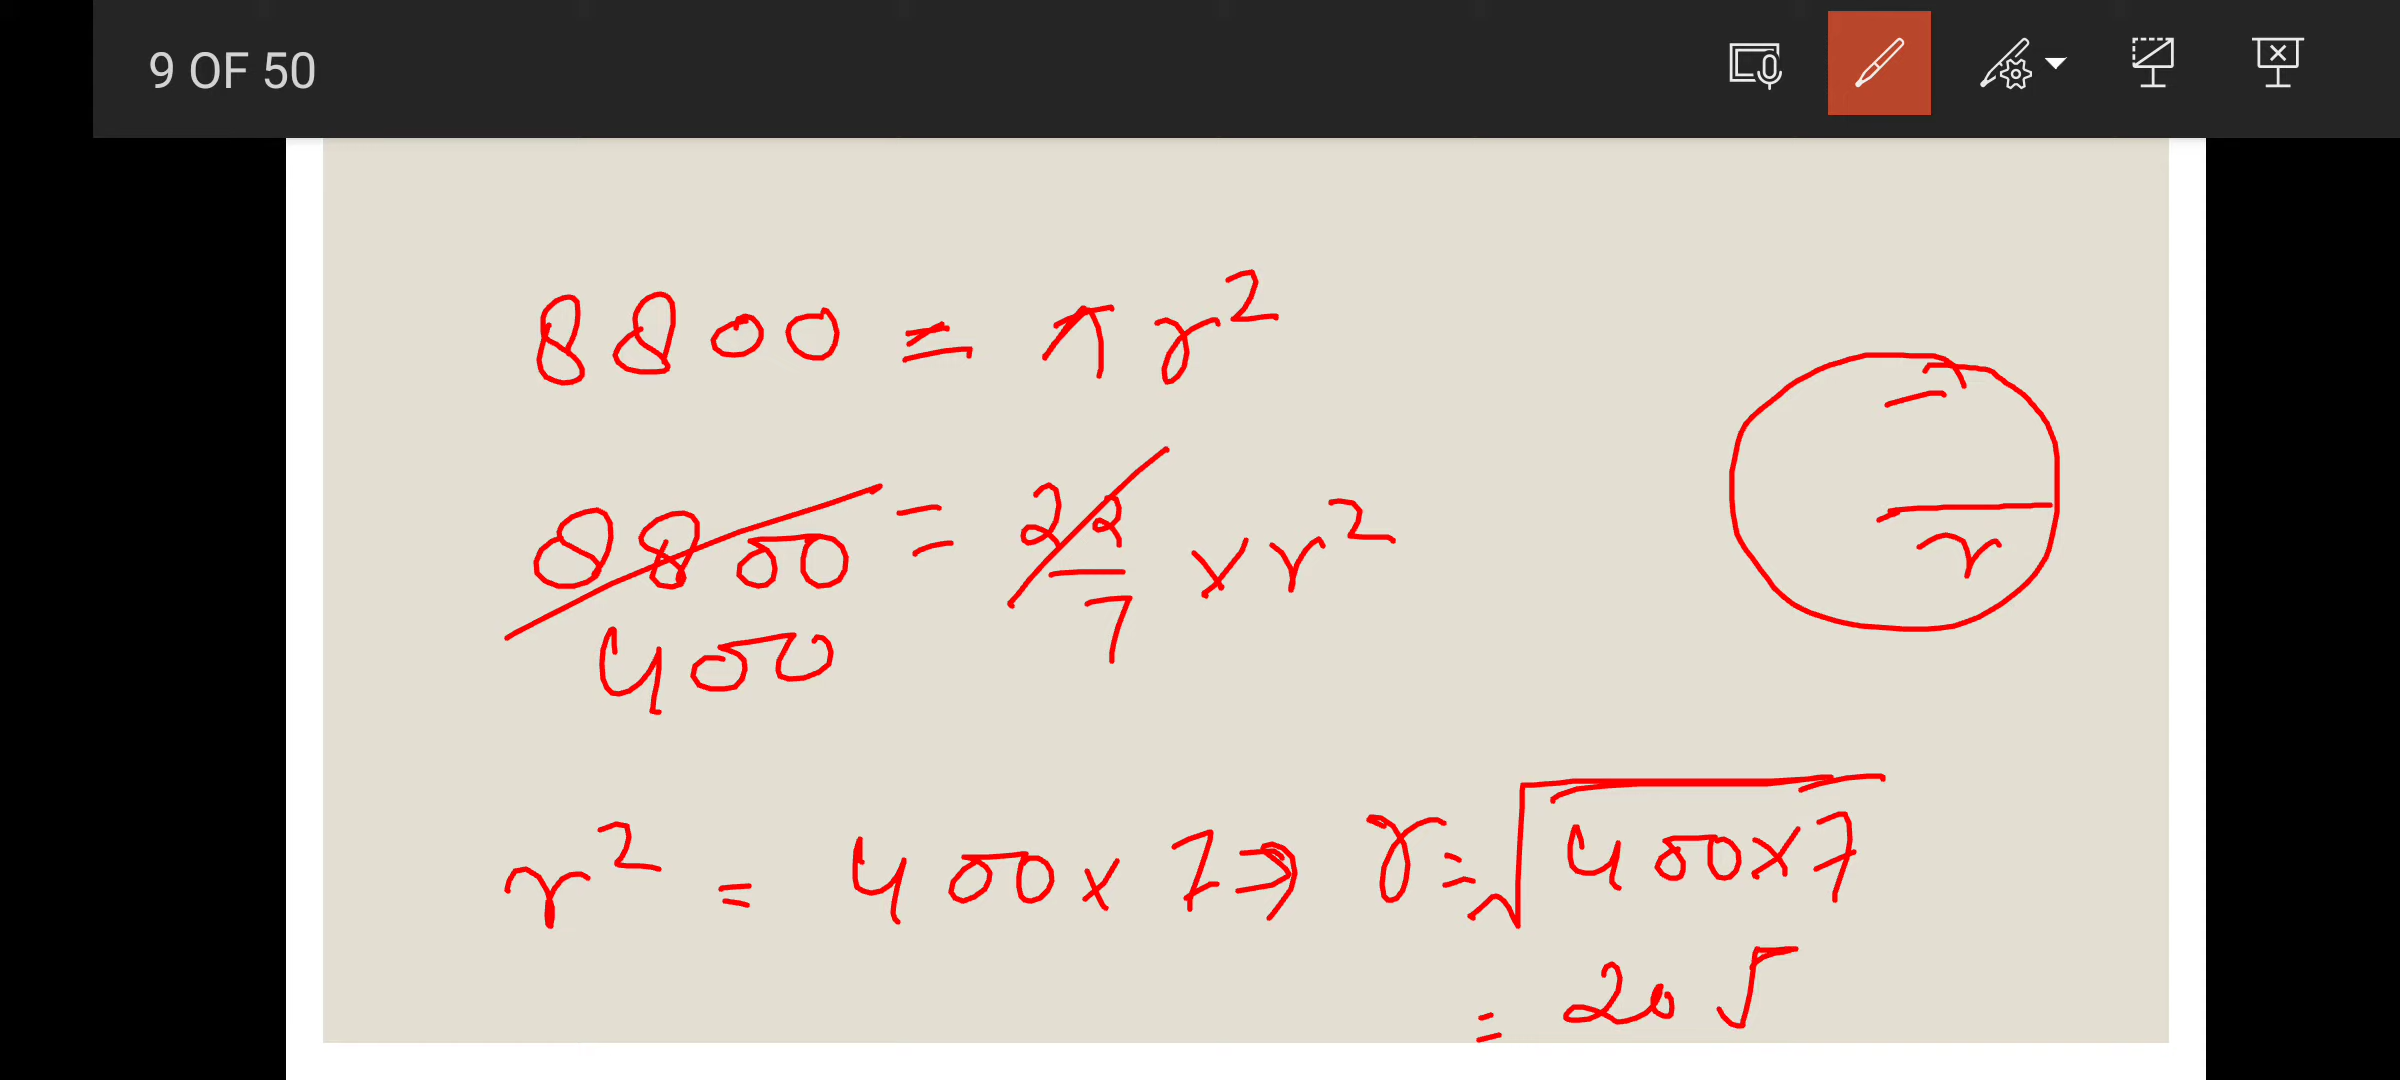 9 OF 50
8800 = πr²
8800 = 22/7 × r²
r
400
r² = 400 × 7 ⇒ r = √400×7
= 20√